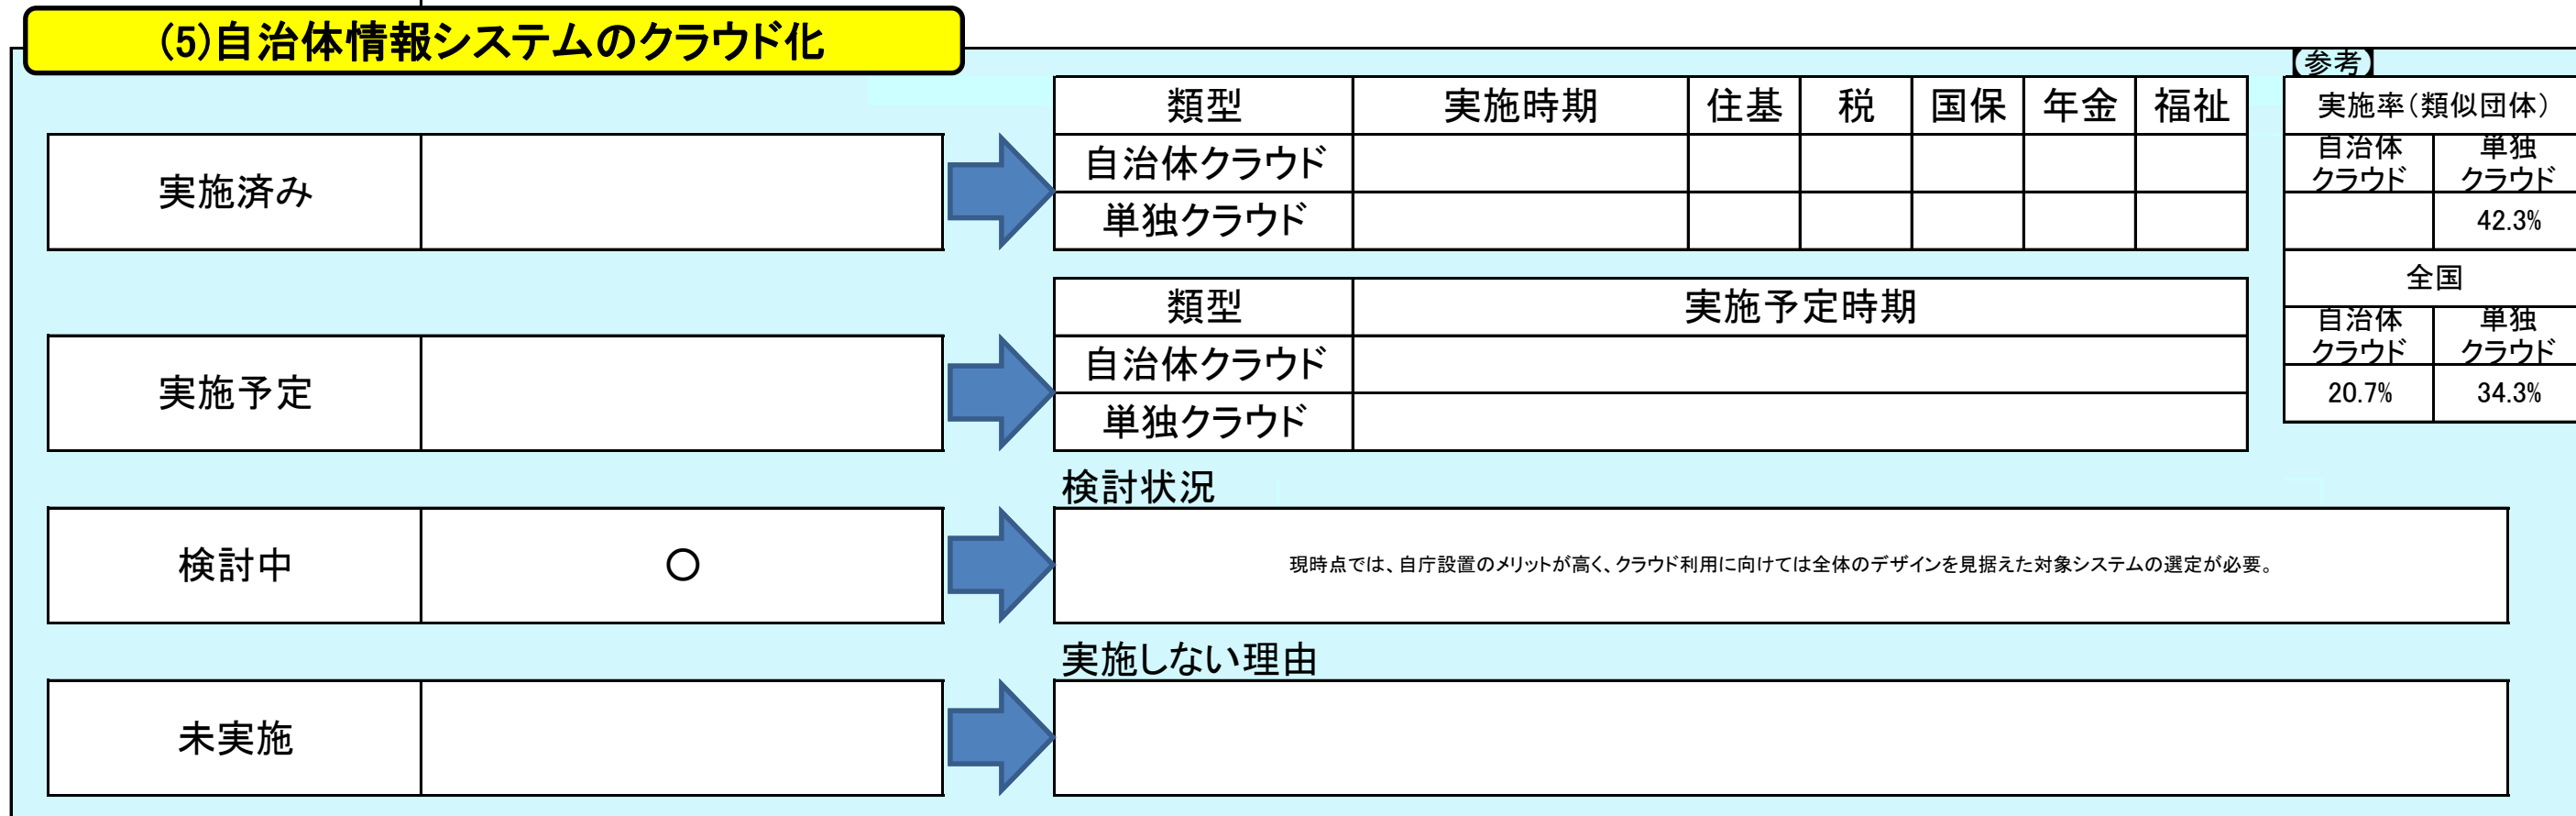 (5)自治体情報システムのクラウド化
【参考】
類型 実施時期 住基 税 国保 年金 福祉
自治体クラウド
単独クラウド
実施済み
実施率(類似団体)
自治体
クラウド
単独
クラウド
42.3%
全国
自治体
クラウド
単独
クラウド
20.7% 34.3%
類型 実施予定時期
自治体クラウド
単独クラウド
実施予定
検討状況
検討中 〇
現時点では、自庁設置のメリットが高く、クラウド利用に向けては全体のデザインを見据えた対象システムの選定が必要。
実施しない理由
未実施